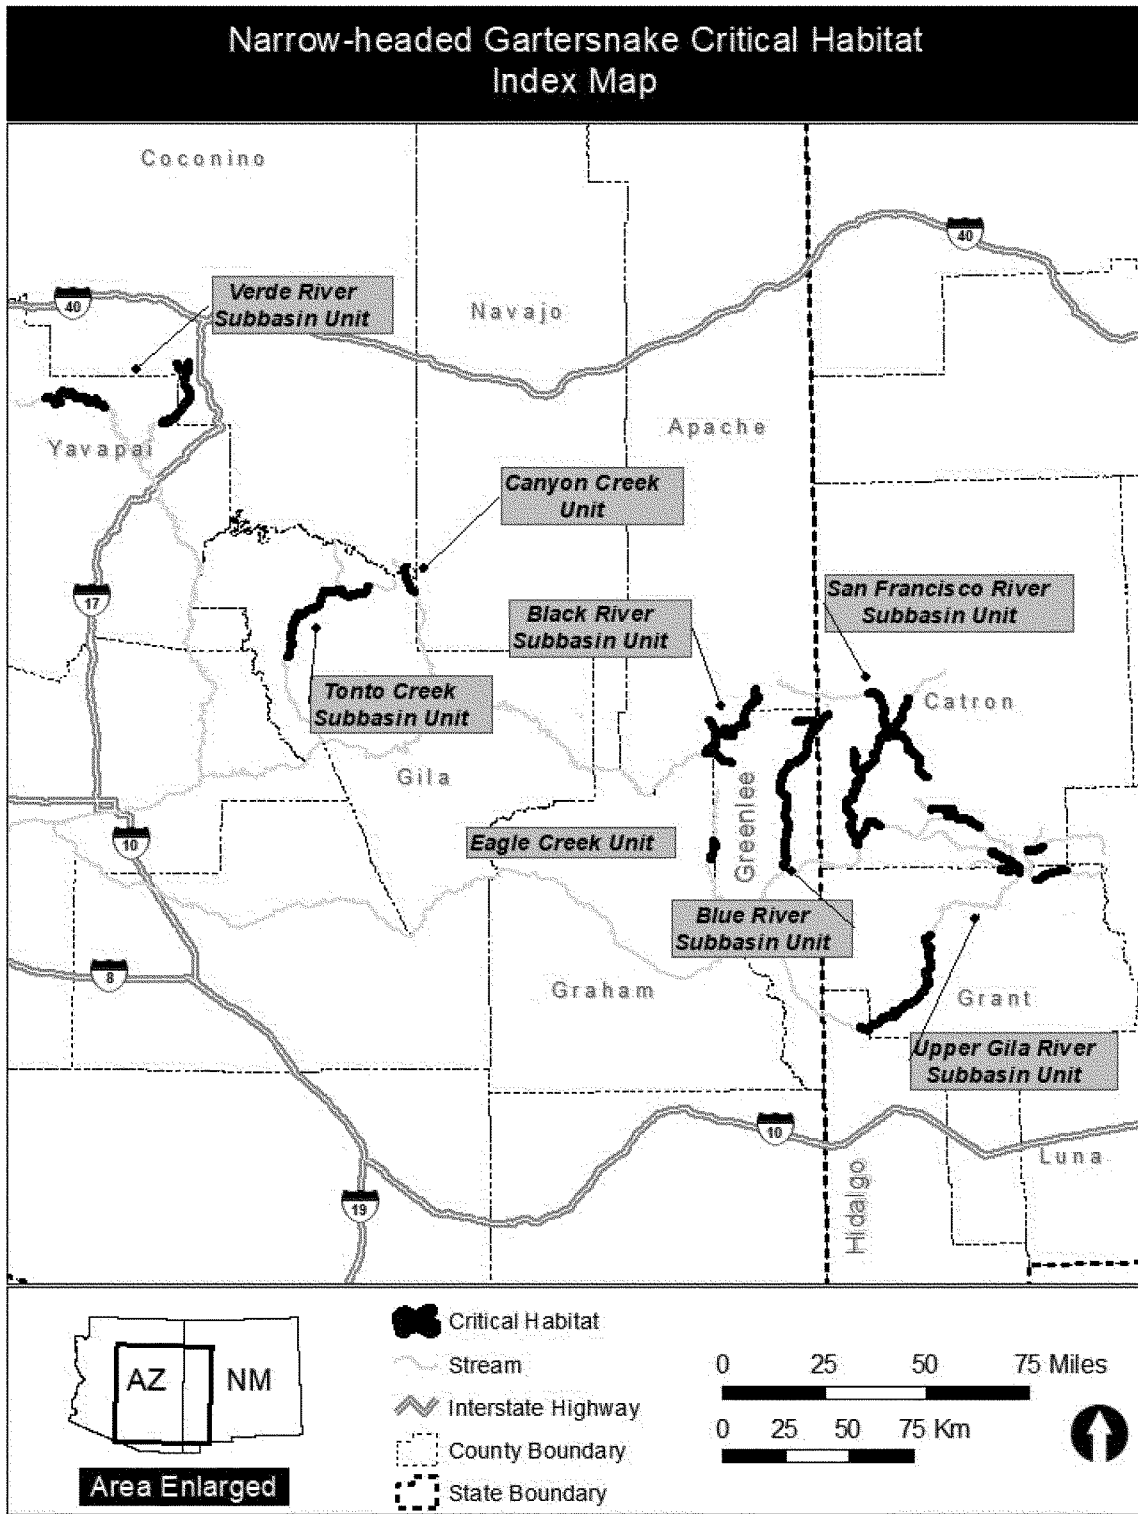 Narrow-headed Gartersnake Critical Habitat
Index Map
Coconino
40
40
Verde River
Subbasin Unit
Navajo
Apache
Yavapai
Canyon Creek
Unit
17
San Francisco River
Subbasin Unit
Black River
Subbasin Unit
Tonto Creek
Subbasin Unit
Catron
Gila
Greenlee
10
Eagle Creek Unit
Blue River
Subbasin Unit
8
Graham
Grant
Upper Gila River
Subbasin Unit
10
Luna
Hidalgo
19
AZ
NM
Area Enlarged
Critical Habitat
Stream
Interstate Highway
County Boundary
State Boundary
0 25 50 75 Miles
0 25 50 75 Km